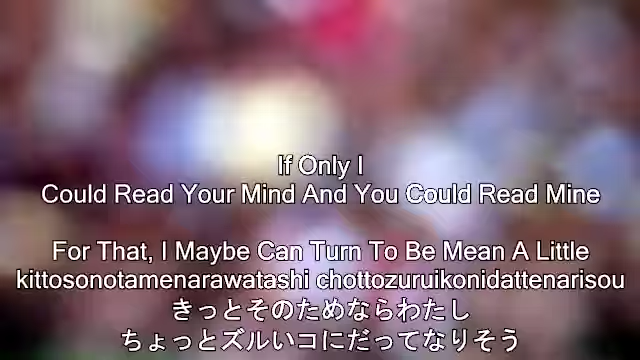 If Only I
Could Read Your Mind And You Could Read Mine
For That, I Maybe Can Turn To Be Mean A Little
kittosonotamenarawatashi chottozuruikonidattenarisou
きっとそのためならわたし
ちょっとズルいコにだってなりそう